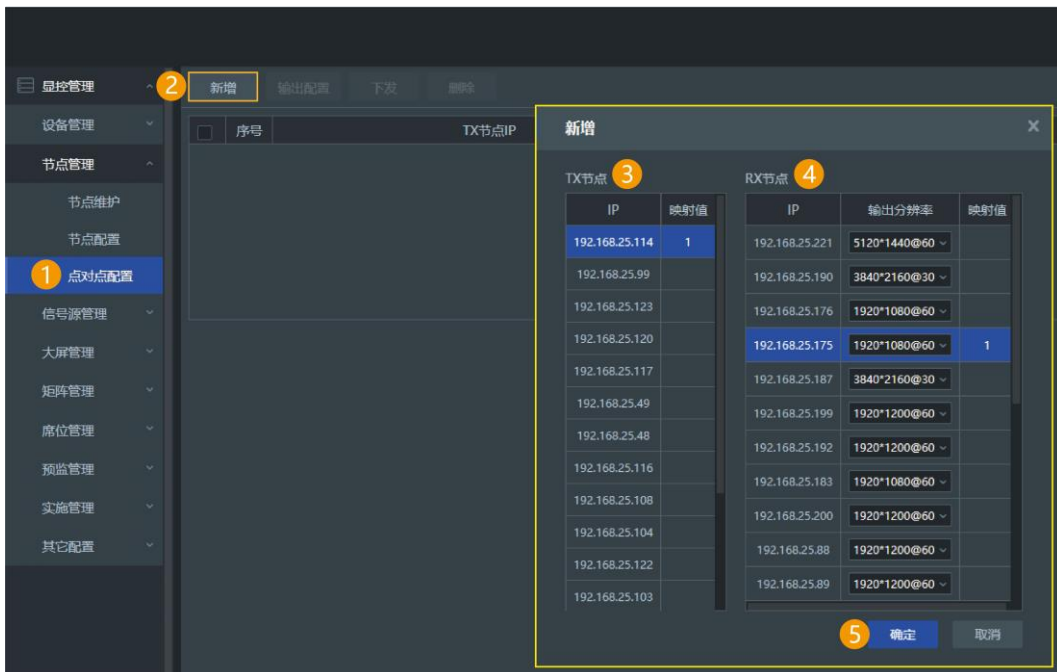 显控管理
设备管理
节点管理
节点维护
节点配置
1 点对点配置
信号源管理
大屏管理
矩阵管理
席位管理
预监管理
实施管理
其它配置
2 新增 输出配置 下发 删除
序号 TX节点IP
新增 X
TX节点 3
IP 映射值
192.168.25.114 1
192.168.25.99
192.168.25.123
192.168.25.120
192.168.25.117
192.168.25.49
192.168.25.48
192.168.25.116
192.168.25.108
192.168.25.104
192.168.25.122
192.168.25.103
RX节点 4
IP 输出分辨率 映射值
192.168.25.221 5120*1440@60
192.168.25.190 3840*2160@30
192.168.25.176 1920*1080@60
192.168.25.175 1920*1080@60 1
192.168.25.187 3840*2160@30
192.168.25.199 1920*1200@60
192.168.25.192 1920*1200@60
192.168.25.183 1920*1080@60
192.168.25.200 1920*1200@60
192.168.25.88 1920*1200@60
192.168.25.89 1920*1200@60
5 确定 取消